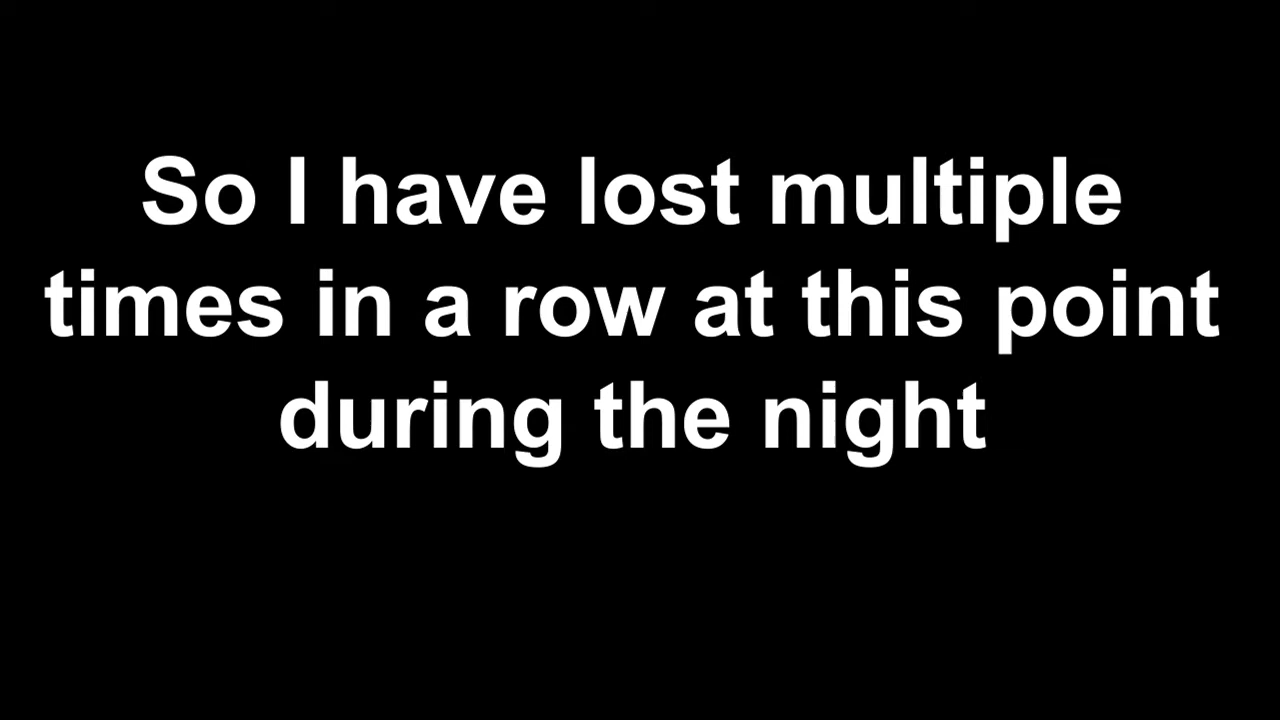 So I have lost multiple
times in a row at this point
during the night